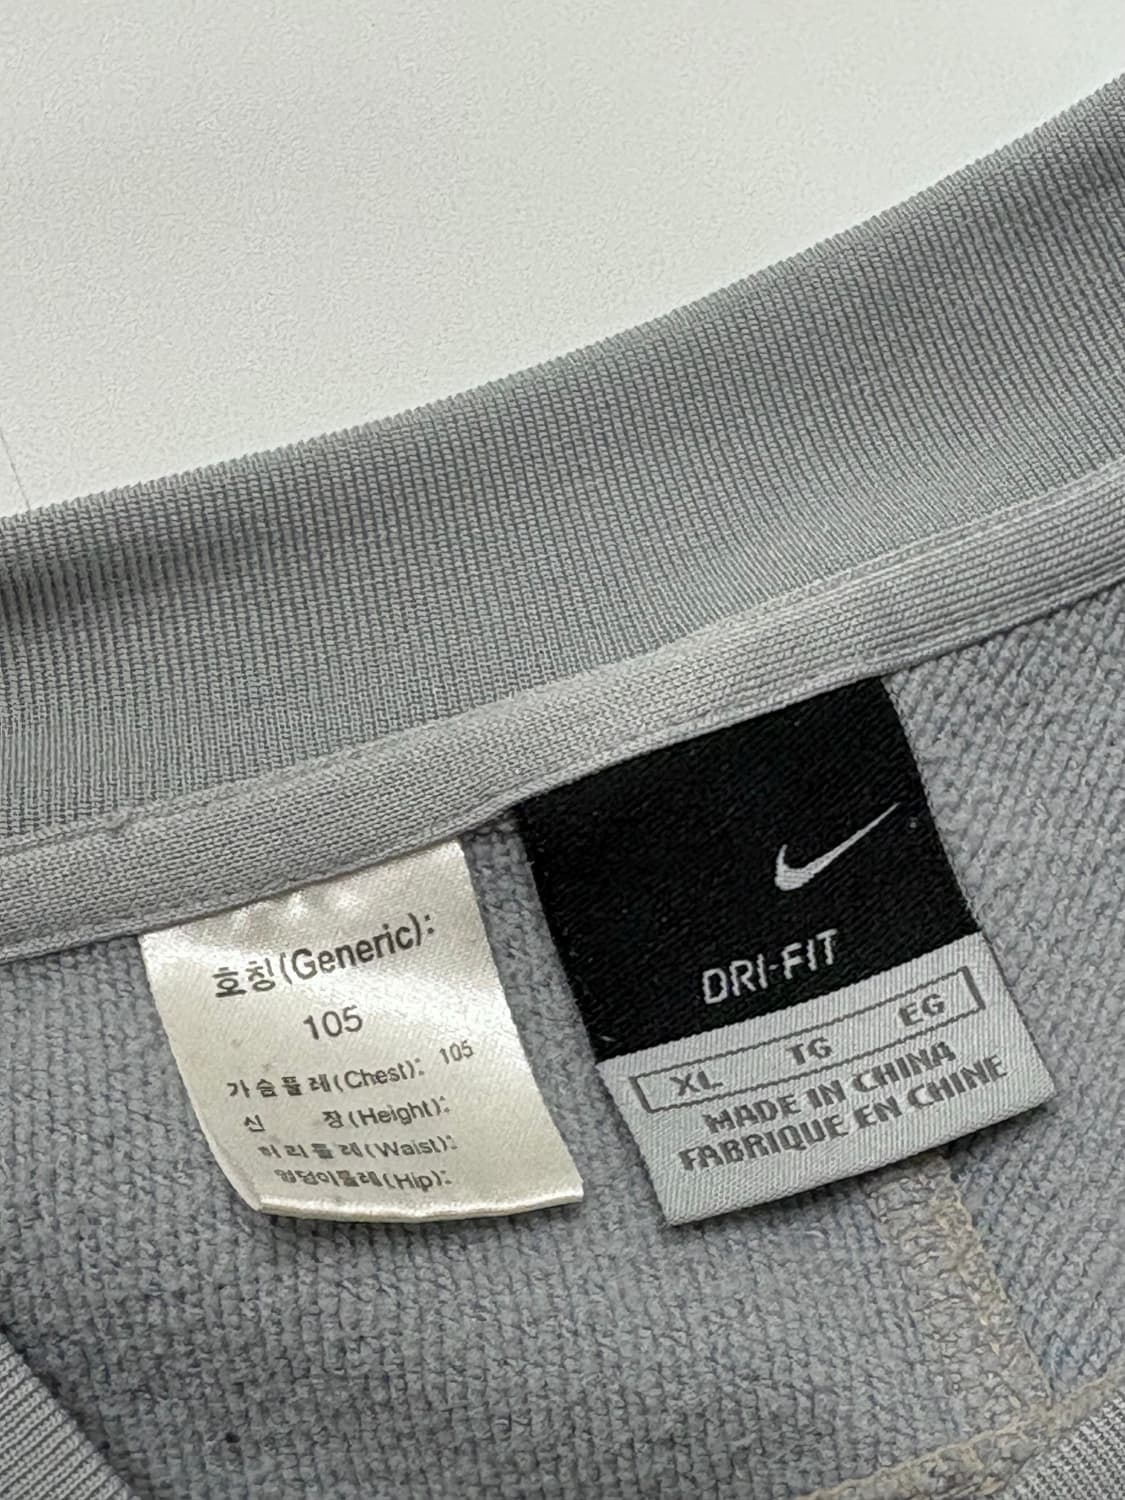 호칭(Generic):
105
가슴둘레(Chest): 105
신 장(Height):
허리둘레(Waist):
엉덩이둘레(Hip):
DRI-FIT
XL TG EG
MADE IN CHINA
FABRIQUE EN CHINE